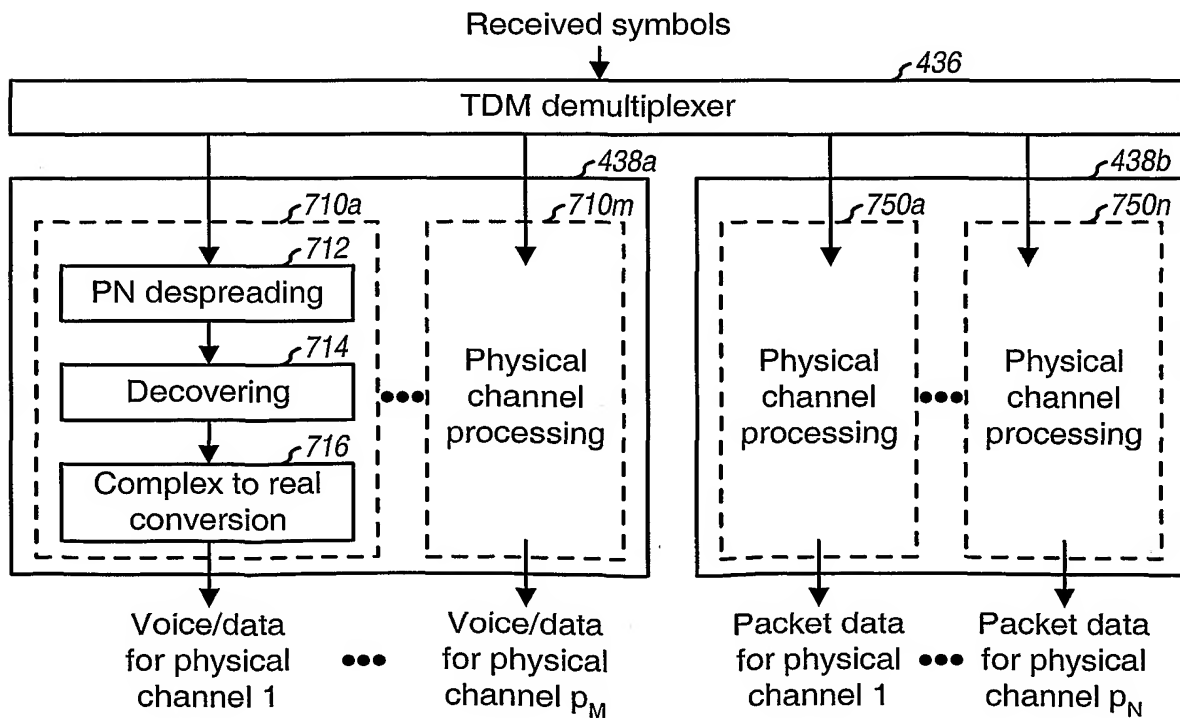 Received symbols
436
TDM demultiplexer
438a
438b
710a
710m
750a
750n
712
PN despreading
714
Decovering
716
Complex to real
conversion
Physical
channel
processing
Physical
channel
processing
Physical
channel
processing
Voice/data
for physical
channel 1
Voice/data
for physical
channel pM
Packet data
for physical
channel 1
Packet data
for physical
channel pN